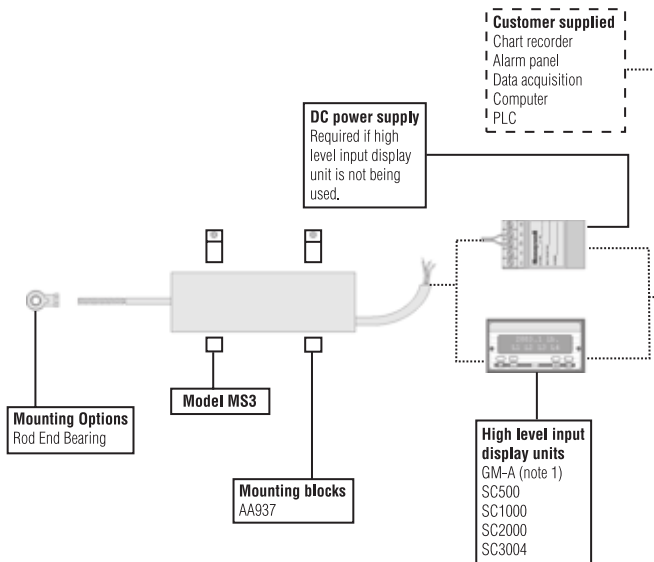 Customer supplied
Chart recorder
Alarm panel
Data acquisition
Computer
PLC
DC power supply
Required if high
level input display
unit is not being
used.
Honeywell
Mounting Options
Rod End Bearing
Model MS3
Mounting blocks
AA937
High level input
display units
GM-A (note 1)
SC500
SC1000
SC2000
SC3004